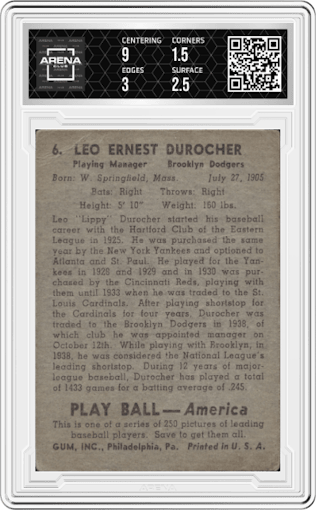 CENTERING CORNERS
9 1.5
EDGES SURFACE
3 2.5
ARENA
CLUB
6. LEO ERNEST DUROCHER
Playing Manager Brooklyn Dodgers
Born: W. Springfield, Mass. July 27, 1905
Bats: Right Throws: Right
Height: 5' 10" Weight: 160 lbs.
Leo "Lippy" Durocher started his baseball
career with the Hartford Club of the Eastern
League in 1925. He was purchased the same
year by the New York Yankees and optioned to
Atlanta and St. Paul. He played for the Yan-
kees in 1928 and 1929 and in 1930 was pur-
chased by the Cincinnati Reds, playing with
them until 1933 when he was traded to the St.
Louis Cardinals. After playing shortstop for
the Cardinals for four years, Durocher was
traded to the Brooklyn Dodgers in 1938, of
which club he was appointed manager on
October 12th. While playing with Brooklyn, in
1938, he was considered the National League's
leading shortstop. During 12 years of major-
league baseball, Durocher has played a total
of 1433 games for a batting average of .245.
PLAY BALL — America
This is one of a series of 250 pictures of leading
baseball players. Save to get them all.
GUM, INC., Philadelphia, Pa. Printed in U. S. A.
ARENA